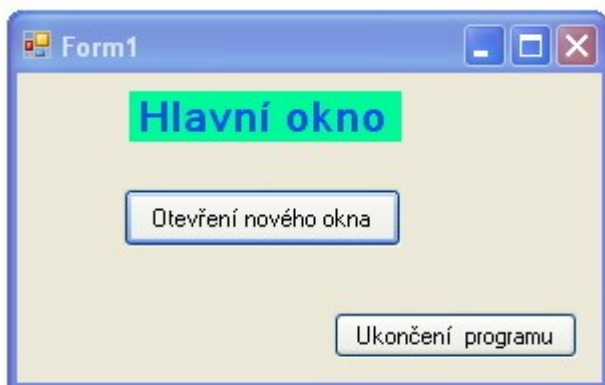 Form1
Hlavní okno
Otevření nového okna
Ukončení programu